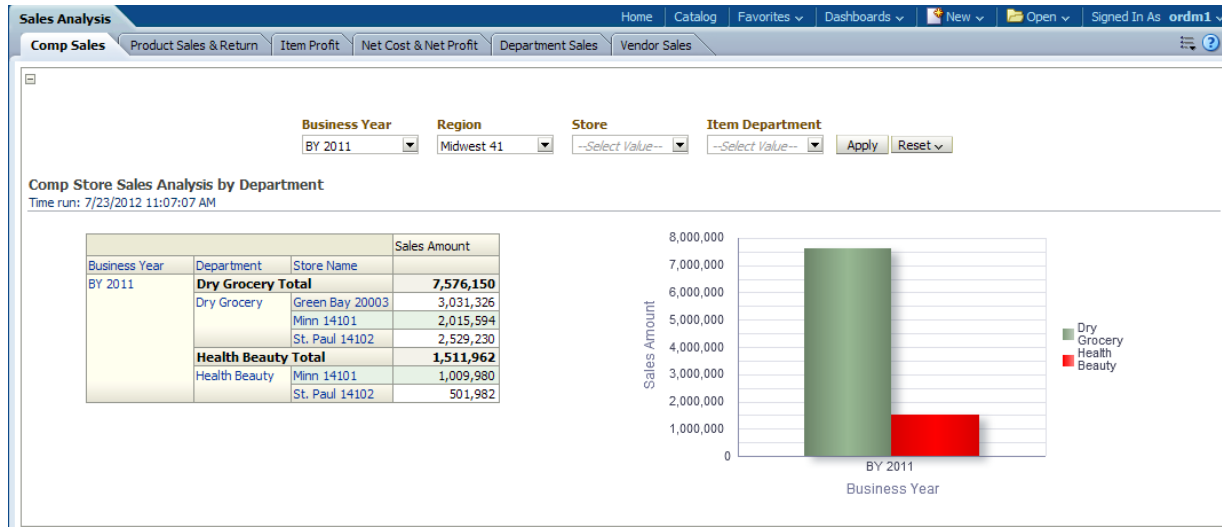 Sales Analysis Home Catalog Favorites Dashboards New Open Signed In As ordm1
Comp Sales Product Sales & Return Item Profit Net Cost & Net Profit Department Sales Vendor Sales
Business Year Region Store Item Department
BY 2011 Midwest 41 --Select Value-- --Select Value-- Apply Reset
Comp Store Sales Analysis by Department
Time run: 7/23/2012 11:07:07 AM
Sales Amount
Business Year Department Store Name
BY 2011 Dry Grocery Total 7,576,150
Dry Grocery Green Bay 20003 3,031,326
Minn 14101 2,015,594
St. Paul 14102 2,529,230
Health Beauty Total 1,511,962
Health Beauty Minn 14101 1,009,980
St. Paul 14102 501,982
8,000,000
7,000,000
6,000,000
5,000,000
4,000,000
3,000,000
2,000,000
1,000,000
0
Sales Amount
BY 2011
Business Year
Dry
Grocery
Health
Beauty